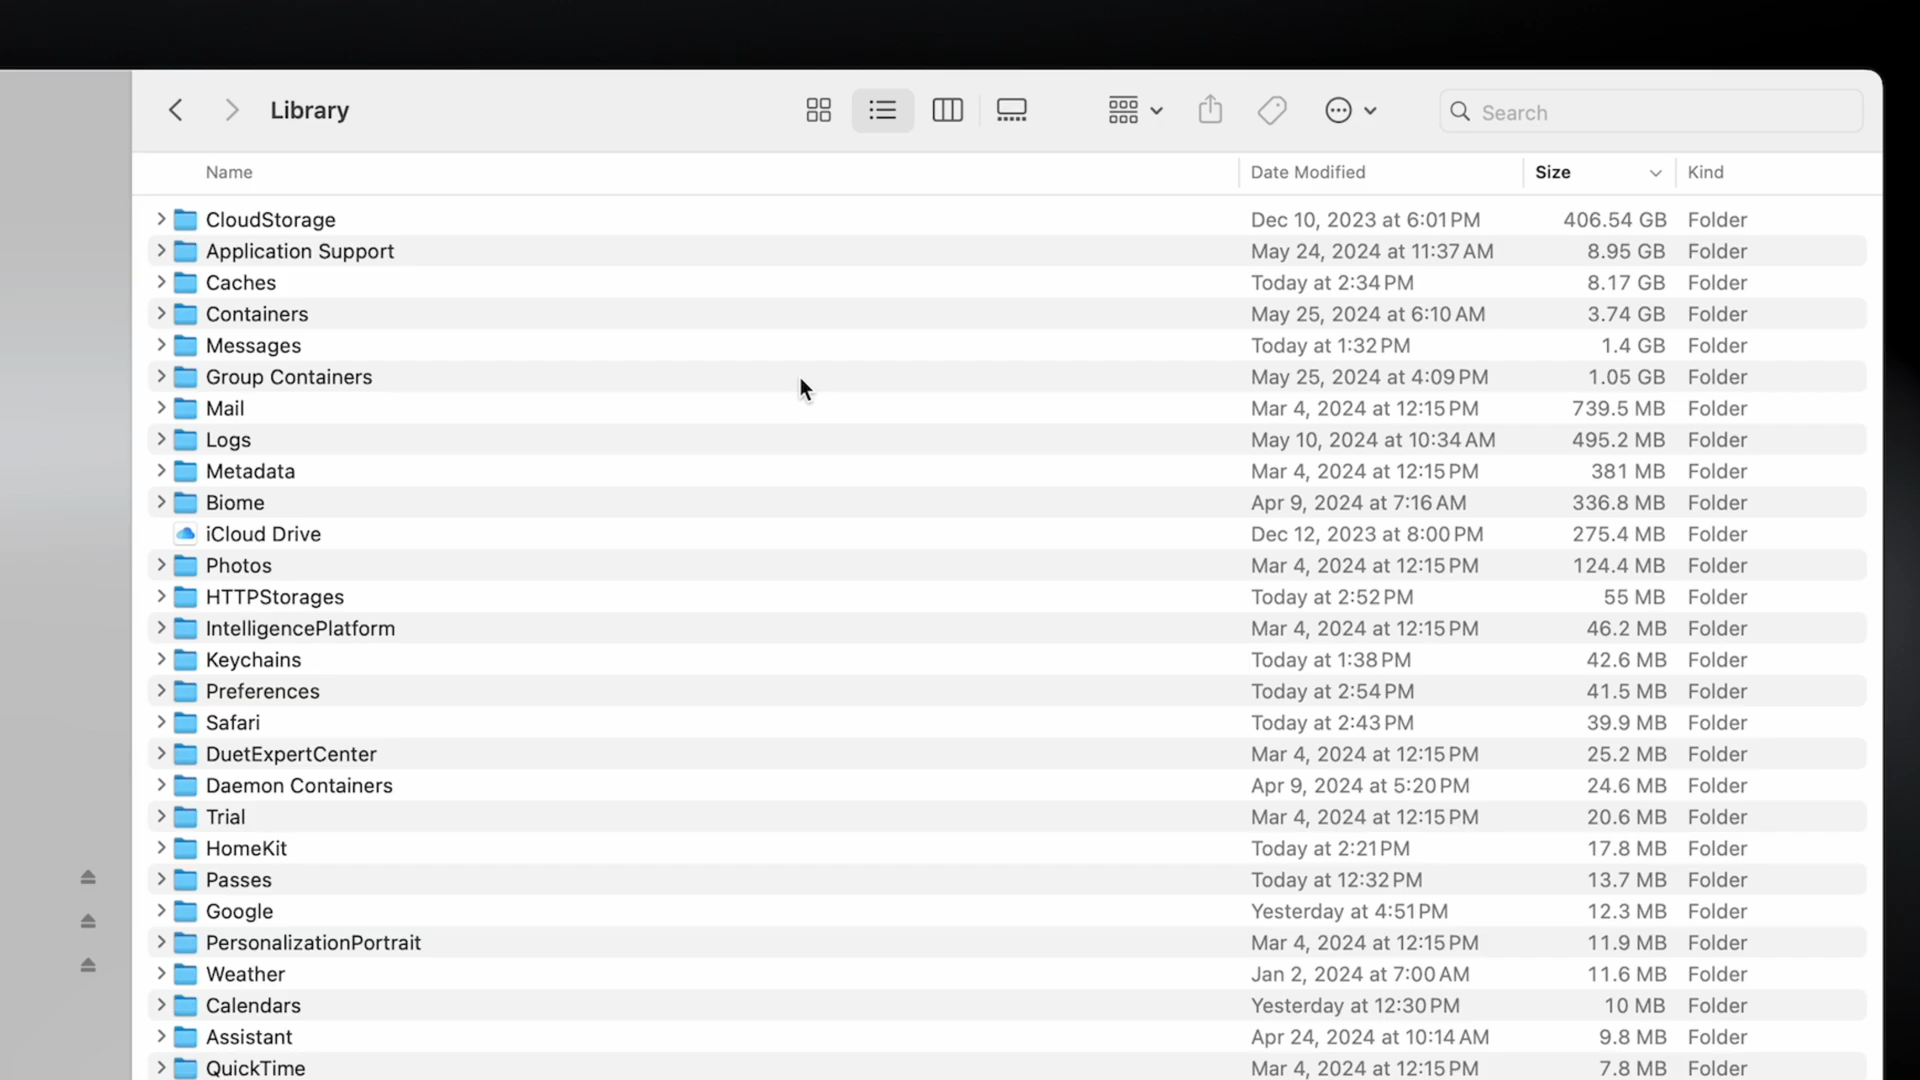 Library
Search
Name Date Modified Size Kind
CloudStorage Dec 10, 2023 at 6:01 PM 406.54 GB Folder
Application Support May 24, 2024 at 11:37 AM 8.95 GB Folder
Caches Today at 2:34 PM 8.17 GB Folder
Containers May 25, 2024 at 6:10 AM 3.74 GB Folder
Messages Today at 1:32 PM 1.4 GB Folder
Group Containers May 25, 2024 at 4:09 PM 1.05 GB Folder
Mail Mar 4, 2024 at 12:15 PM 739.5 MB Folder
Logs May 10, 2024 at 10:34 AM 495.2 MB Folder
Metadata Mar 4, 2024 at 12:15 PM 381 MB Folder
Biome Apr 9, 2024 at 7:16 AM 336.8 MB Folder
iCloud Drive Dec 12, 2023 at 8:00 PM 275.4 MB Folder
Photos Mar 4, 2024 at 12:15 PM 124.4 MB Folder
HTTPStorages Today at 2:52 PM 55 MB Folder
IntelligencePlatform Mar 4, 2024 at 12:15 PM 46.2 MB Folder
Keychains Today at 1:38 PM 42.6 MB Folder
Preferences Today at 2:54 PM 41.5 MB Folder
Safari Today at 2:43 PM 39.9 MB Folder
DuetExpertCenter Mar 4, 2024 at 12:15 PM 25.2 MB Folder
Daemon Containers Apr 9, 2024 at 5:20 PM 24.6 MB Folder
Trial Mar 4, 2024 at 12:15 PM 20.6 MB Folder
HomeKit Today at 2:21 PM 17.8 MB Folder
Passes Today at 12:32 PM 13.7 MB Folder
Google Yesterday at 4:51 PM 12.3 MB Folder
PersonalizationPortrait Mar 4, 2024 at 12:15 PM 11.9 MB Folder
Weather Jan 2, 2024 at 7:00 AM 11.6 MB Folder
Calendars Yesterday at 12:30 PM 10 MB Folder
Assistant Apr 24, 2024 at 10:14 AM 9.8 MB Folder
QuickTime Mar 4, 2024 at 12:15 PM 7.8 MB Folder